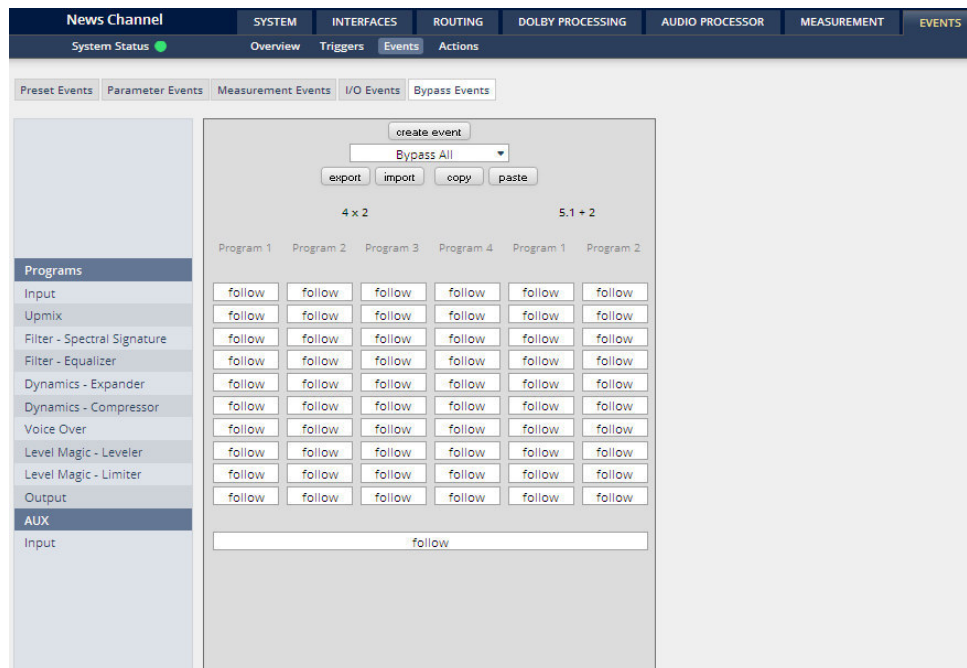 News Channel SYSTEM INTERFACES ROUTING DOLBY PROCESSING AUDIO PROCESSOR MEASUREMENT EVENTS
System Status Overview Triggers Events Actions
Preset Events Parameter Events Measurement Events I/O Events Bypass Events
create event
Bypass All
export import copy paste
4 x 2 5.1 + 2
Program 1 Program 2 Program 3 Program 4 Program 1 Program 2
Programs
Input follow follow follow follow follow follow
Upmix follow follow follow follow follow follow
Filter - Spectral Signature follow follow follow follow follow follow
Filter - Equalizer follow follow follow follow follow follow
Dynamics - Expander follow follow follow follow follow follow
Dynamics - Compressor follow follow follow follow follow follow
Voice Over follow follow follow follow follow follow
Level Magic - Leveler follow follow follow follow follow follow
Level Magic - Limiter follow follow follow follow follow follow
Output follow follow follow follow follow follow
AUX
Input follow